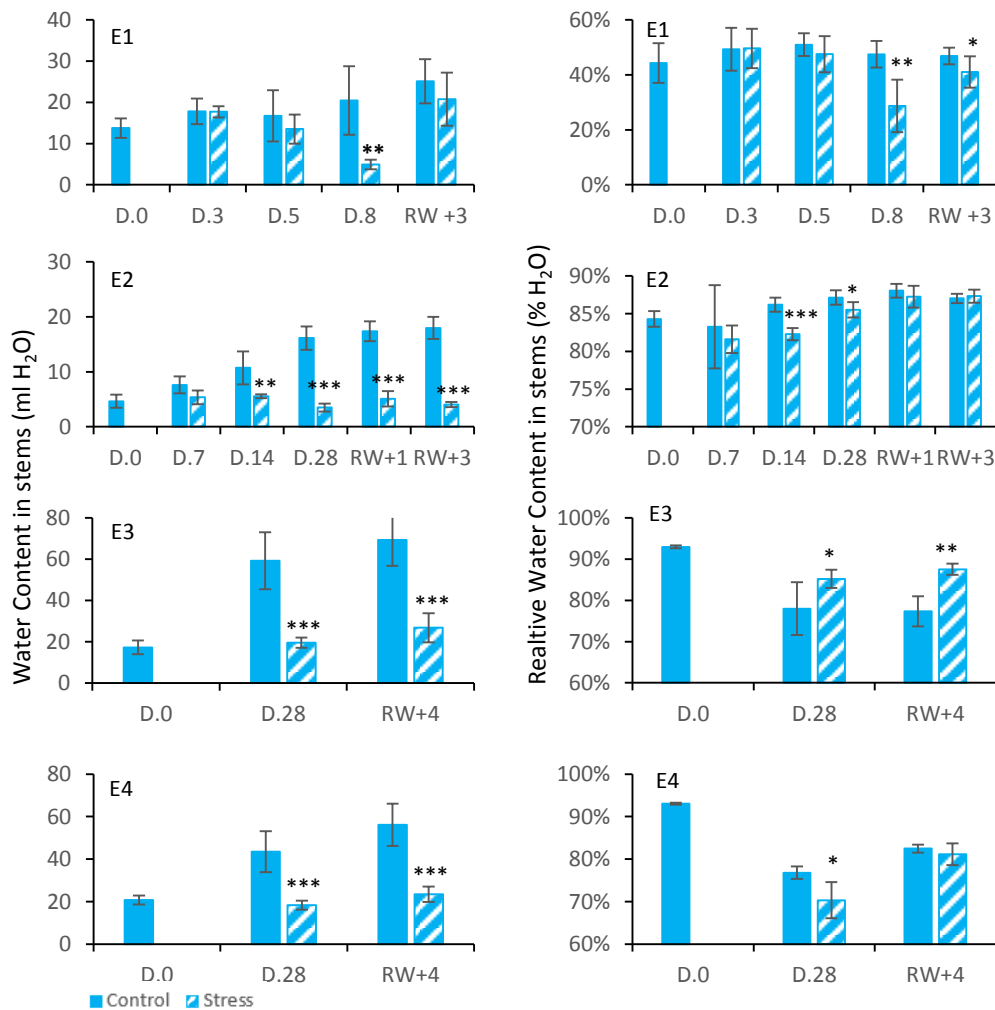 Water Content in stems (ml H₂O)
40
30
20
10
0
E1
**
D.0 D.3 D.5 D.8 RW +3
30
20
10
0
E2
** *** *** ***
D.0 D.7 D.14 D.28 RW+1 RW+3
80
60
40
20
0
E3
*** ***
D.0 D.28 RW+4
80
60
40
20
0
E4
*** ***
D.0 D.28 RW+4
Realtive Water Content in stems (% H₂O)
60%
40%
20%
0%
E1
** *
D.0 D.3 D.5 D.8 RW +3
90%
85%
80%
75%
70%
E2
*** *
D.0 D.7 D.14 D.28 RW+1 RW+3
100%
90%
80%
70%
60%
E3
* **
D.0 D.28 RW+4
100%
90%
80%
70%
60%
E4
*
D.0 D.28 RW+4
Control Stress